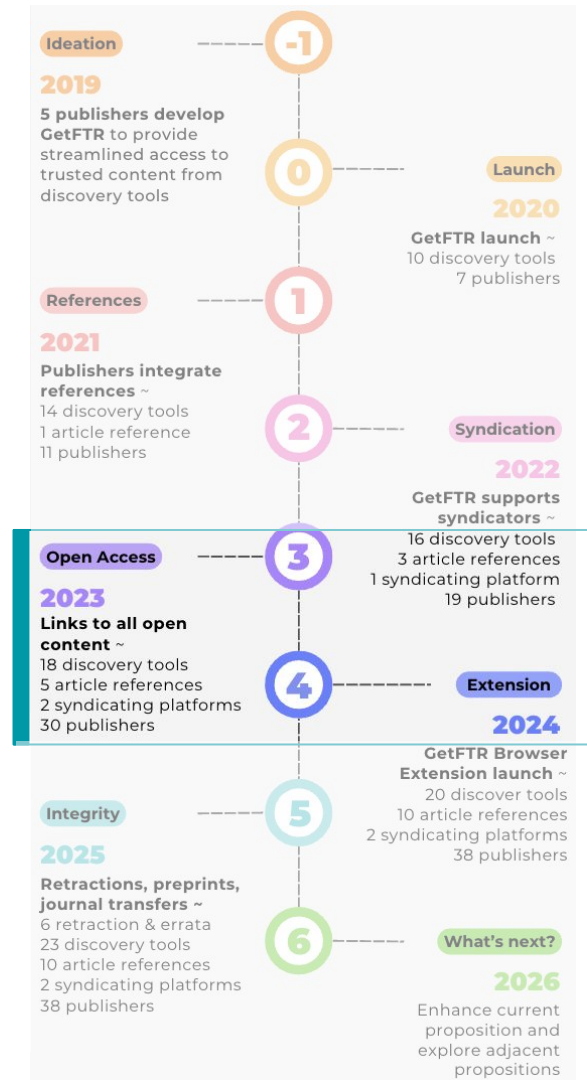 Ideation
-1
2019
5 publishers develop
GetFTR to provide
streamlined access to
trusted content from
discovery tools
0
Launch
2020
GetFTR launch ~
10 discovery tools
7 publishers
References
1
2021
Publishers integrate
references ~
14 discovery tools
1 article reference
11 publishers
2
Syndication
2022
GetFTR supports
syndicators ~
16 discovery tools
3 article references
1 syndicating platform
19 publishers
Open Access
3
2023
Links to all open
content ~
18 discovery tools
5 article references
2 syndicating platforms
30 publishers
4
Extension
2024
GetFTR Browser
Extension launch ~
20 discover tools
10 article references
2 syndicating platforms
38 publishers
Integrity
5
2025
Retractions, preprints,
journal transfers ~
6 retraction & errata
23 discovery tools
10 article references
2 syndicating platforms
38 publishers
6
What's next?
2026
Enhance current
proposition and
explore adjacent
propositions